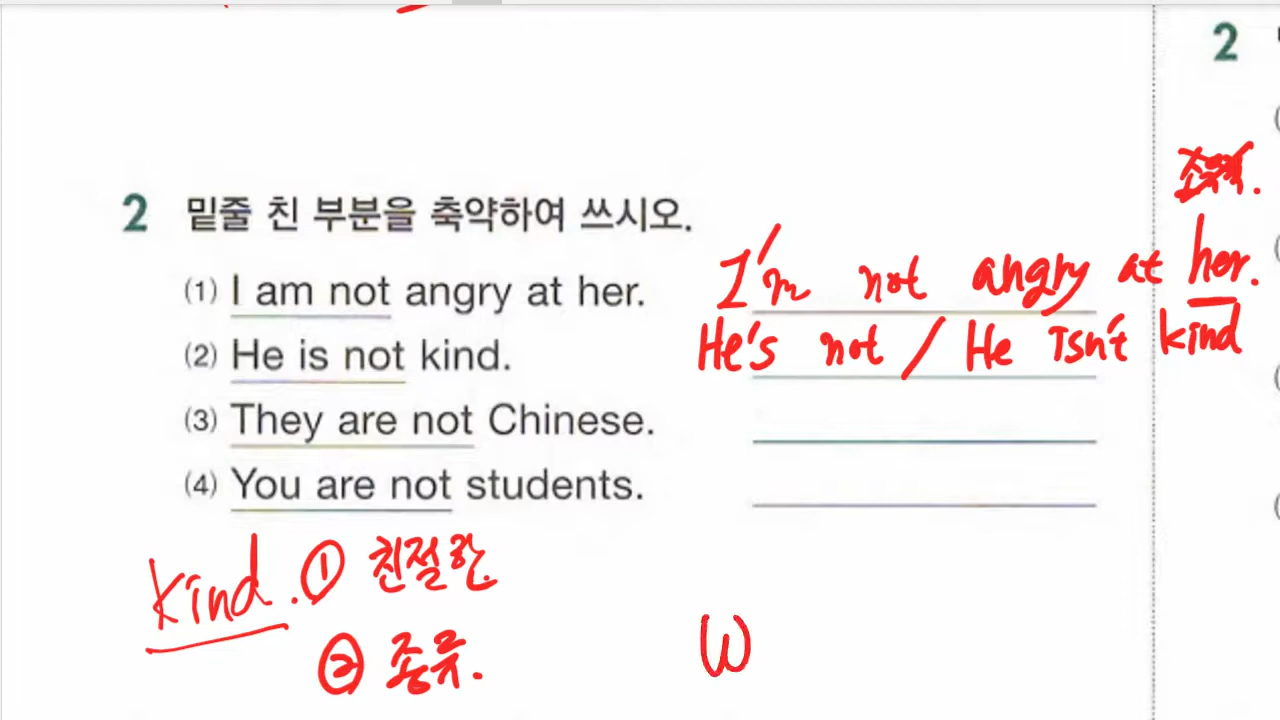 2
2 밑줄 친 부분을 축약하여 쓰시오.
(1) I am not angry at her. I'm not angry at her.
(2) He is not kind. He's not / He isn't kind
(3) They are not Chinese.
(4) You are not students.
kind. ① 친절한
② 종류.
W